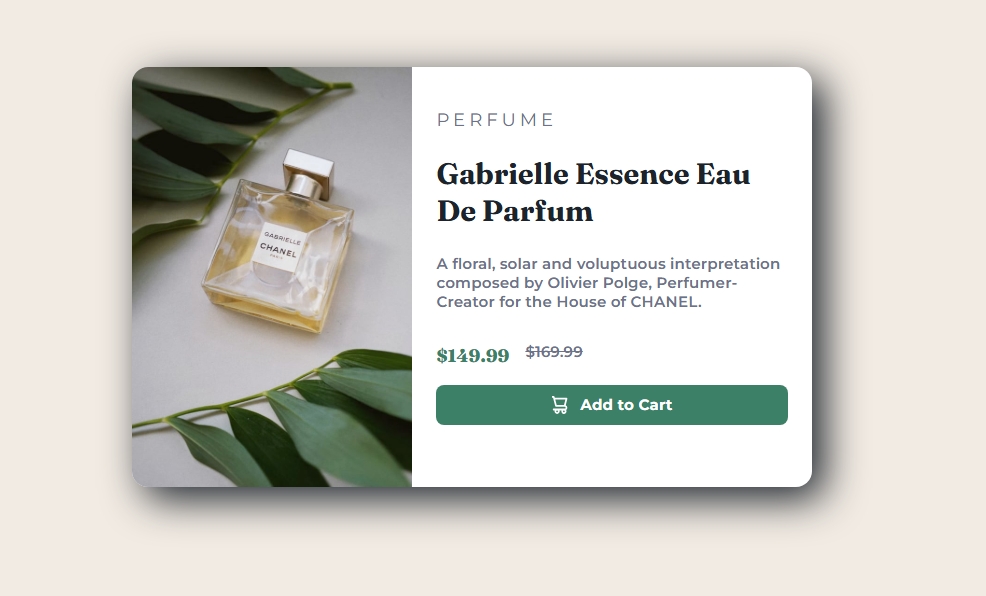 PERFUME
Gabrielle Essence Eau
De Parfum
A floral, solar and voluptuous interpretation
composed by Olivier Polge, Perfumer-
Creator for the House of CHANEL.
$149.99 $169.99
Add to Cart
GABRIELLE
CHANEL
PARIS